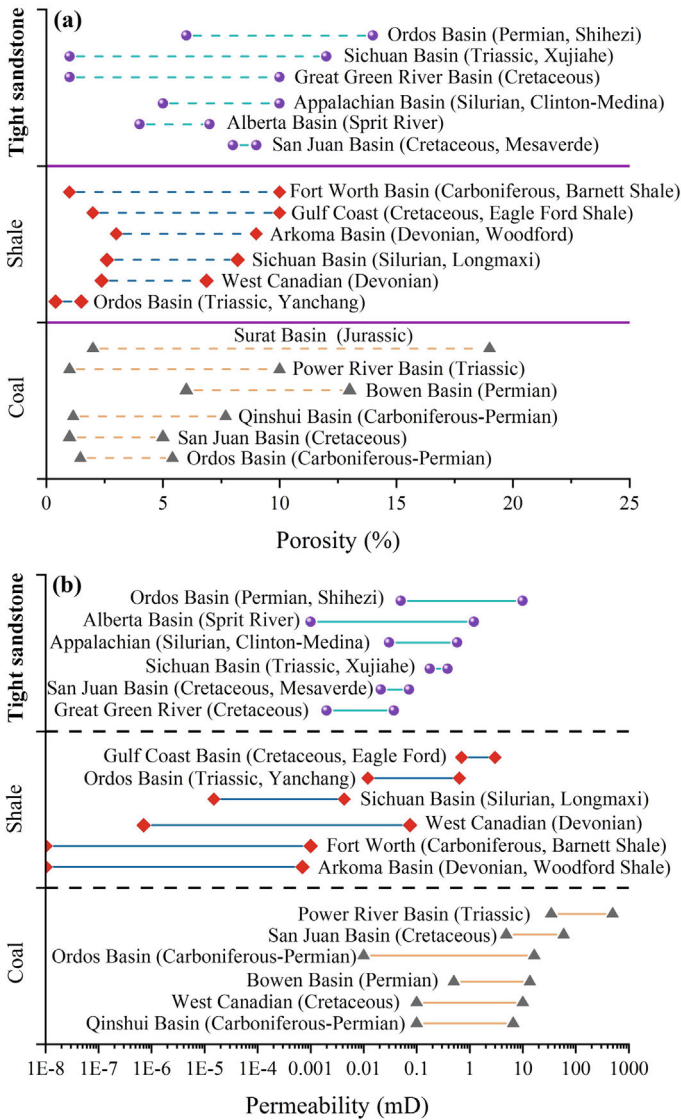 (a)
Tight sandstone
Ordos Basin (Permian, Shihezi)
Sichuan Basin (Triassic, Xujiahe)
Great Green River Basin (Cretaceous)
Appalachian Basin (Silurian, Clinton-Medina)
Alberta Basin (Sprit River)
San Juan Basin (Cretaceous, Mesaverde)
Shale
Fort Worth Basin (Carboniferous, Barnett Shale)
Gulf Coast (Cretaceous, Eagle Ford Shale)
Arkoma Basin (Devonian, Woodford)
Sichuan Basin (Silurian, Longmaxi)
West Canadian (Devonian)
Ordos Basin (Triassic, Yanchang)
Coal
Surat Basin (Jurassic)
Power River Basin (Triassic)
Bowen Basin (Permian)
Qinshui Basin (Carboniferous-Permian)
San Juan Basin (Cretaceous)
Ordos Basin (Carboniferous-Permian)
0 5 10 15 20 25
Porosity (%)
(b)
Tight sandstone
Ordos Basin (Permian, Shihezi)
Alberta Basin (Sprit River)
Appalachian (Silurian, Clinton-Medina)
Sichuan Basin (Triassic, Xujiahe)
San Juan Basin (Cretaceous, Mesaverde)
Great Green River (Cretaceous)
Shale
Gulf Coast Basin (Cretaceous, Eagle Ford)
Ordos Basin (Triassic, Yanchang)
Sichuan Basin (Silurian, Longmaxi)
West Canadian (Devonian)
Fort Worth (Carboniferous, Barnett Shale)
Arkoma Basin (Devonian, Woodford Shale)
Coal
Power River Basin (Triassic)
San Juan Basin (Cretaceous)
Ordos Basin (Carboniferous-Permian)
Bowen Basin (Permian)
West Canadian (Cretaceous)
Qinshui Basin (Carboniferous-Permian)
1E-8 1E-7 1E-6 1E-5 1E-4 0.001 0.01 0.1 1 10 100 1000
Permeability (mD)